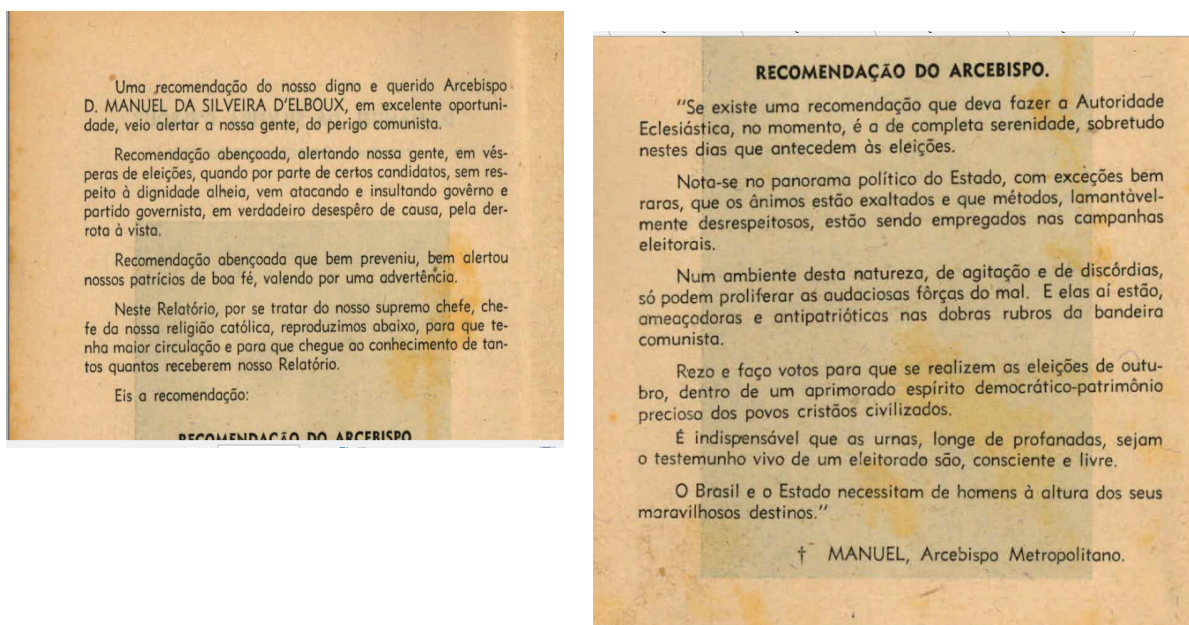 Uma recomendação do nosso digno e querido Arcebispo
D. MANUEL DA SILVEIRA D'ELBOUX, em excelente oportuni-
dade, veio alertar a nossa gente, do perigo comunista.
Recomendação abençoada, alertando nossa gente, em vés-
peras de eleições, quando por parte de certos candidatos, sem res-
peito à dignidade alheia, vem atacando e insultando govêrno e
partido governista, em verdadeiro desespêro de causa, pela der-
rota à vista.
Recomendação abençoada que bem preveniu, bem alertou
nossos patrícios de boa fé, valendo por uma advertência.
Neste Relatório, por se tratar do nosso supremo chefe, che-
fe da nossa religião católica, reproduzimos abaixo, para que te-
nha maior circulação e para que chegue ao conhecimento de tan-
tos quantos receberem nosso Relatório.
Eis a recomendação:
RECOMENDAÇÃO DO ARCEBISPO
RECOMENDAÇÃO DO ARCEBISPO.
"Se existe uma recomendação que deva fazer a Autoridade
Eclesiástica, no momento, é a de completa serenidade, sobretudo
nestes dias que antecedem às eleições.
Nota-se no panorama político do Estado, com exceções bem
raras, que os ânimos estão exaltados e que métodos, lamantàvel-
mente desrespeitosos, estão sendo empregados nas campanhas
eleitorais.
Num ambiente desta natureza, de agitação e de discórdias,
só podem proliferar as audaciosas fôrças do mal. E elas aí estão,
ameaçadoras e antipatrióticas nas dobras rubros da bandeira
comunista.
Rezo e faço votos para que se realizem as eleições de outu-
bro, dentro de um aprimorado espírito democrático-patrimônio
precioso dos povos cristãos civilizados.
É indispensável que as urnas, longe de profanadas, sejam
o testemunho vivo de um eleitorado são, consciente e livre.
O Brasil e o Estado necessitam de homens à altura dos seus
maravilhosos destinos."
† MANUEL, Arcebispo Metropolitano.